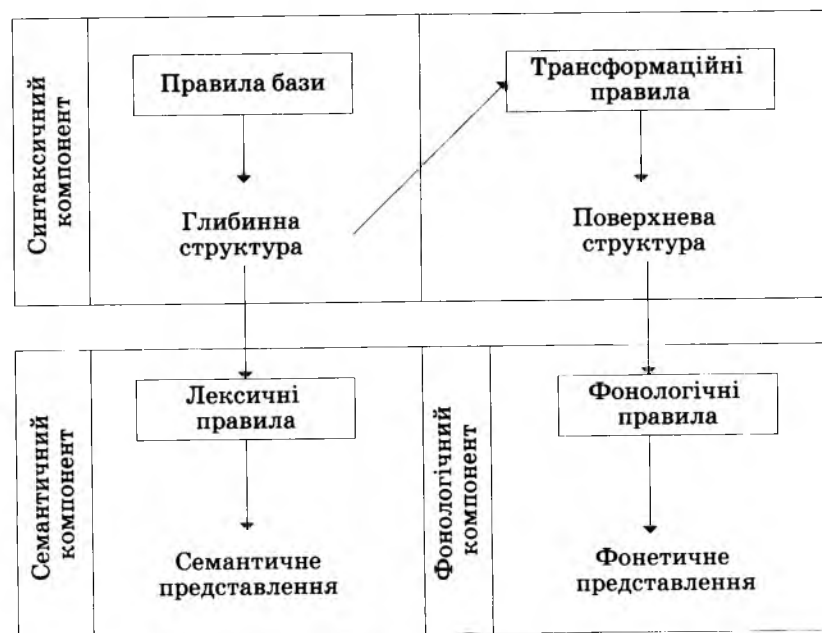 Синтаксичний
компонент
Правила бази
Глибинна
структура
Трансформаційні
правила
Поверхнева
структура
Семантичний
компонент
Лексичні
правила
Семантичне
представлення
Фонологічний
компонент
Фонологічні
правила
Фонетичне
представлення